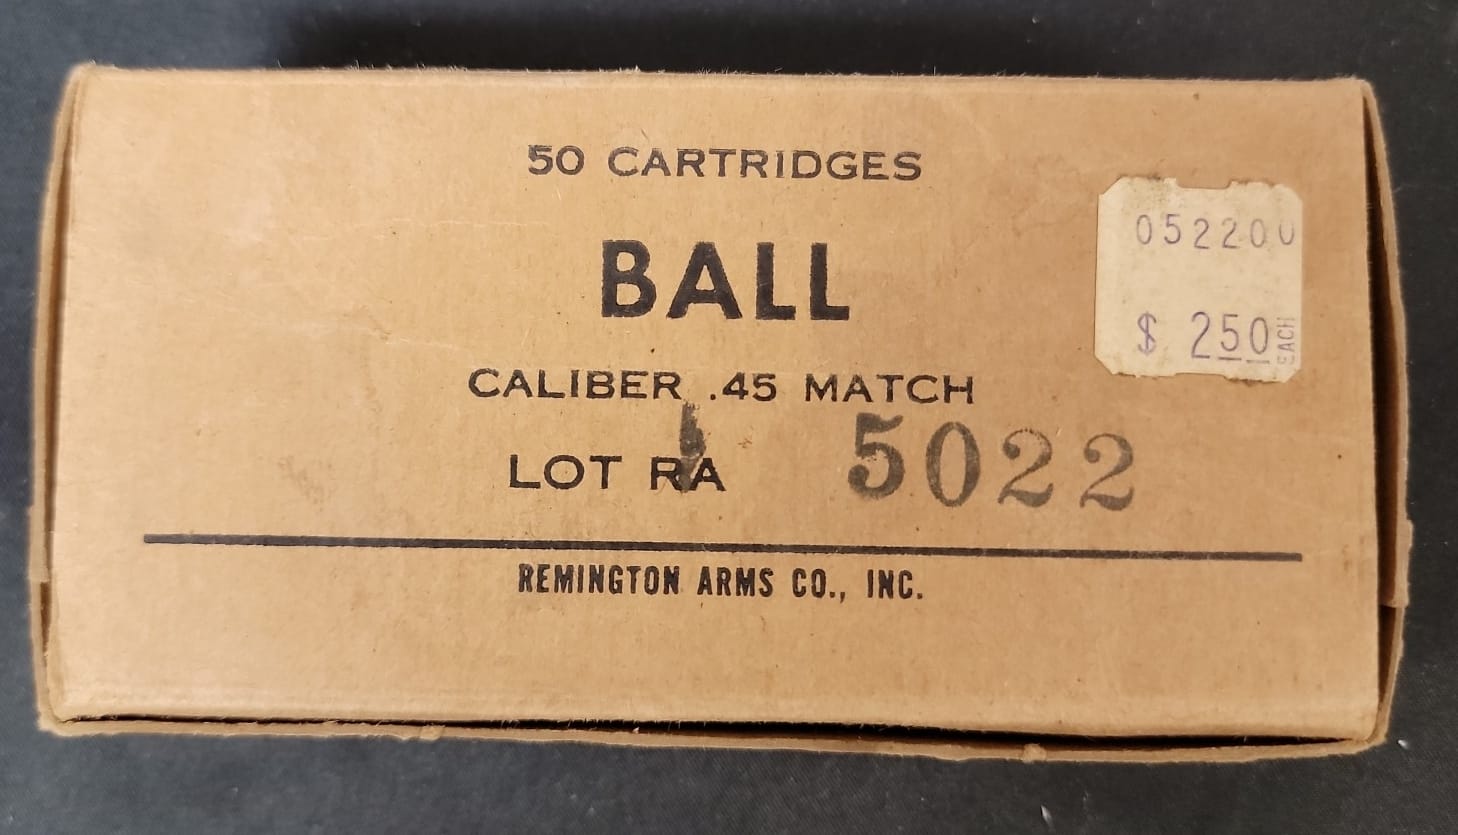 50 CARTRIDGES
BALL
CALIBER .45 MATCH
LOT RA 5022
REMINGTON ARMS CO., INC.
052200
$ 250 EACH